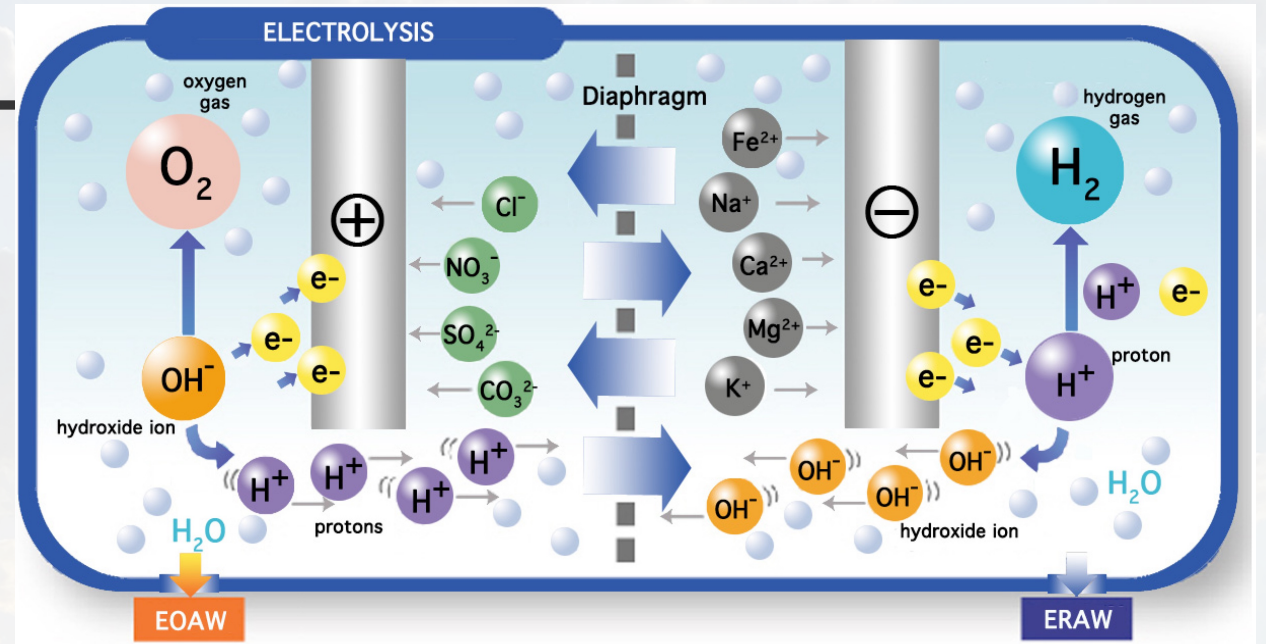 ELECTROLYSIS
oxygen
gas
O₂
OH⁻
hydroxide ion
e-
e-
e-
⊕
Cl⁻
NO₃⁻
SO₄²⁻
CO₃²⁻
H⁺
H⁺
H⁺
H⁺
protons
H₂O
EOAW
Diaphragm
Fe²⁺
Na⁺
Ca²⁺
Mg²⁺
K⁺
⊖
OH⁻
OH⁻
OH⁻
OH⁻
hydroxide ion
e-
e-
e-
hydrogen
gas
H₂
H⁺
e-
proton
H⁺
H₂O
ERAW